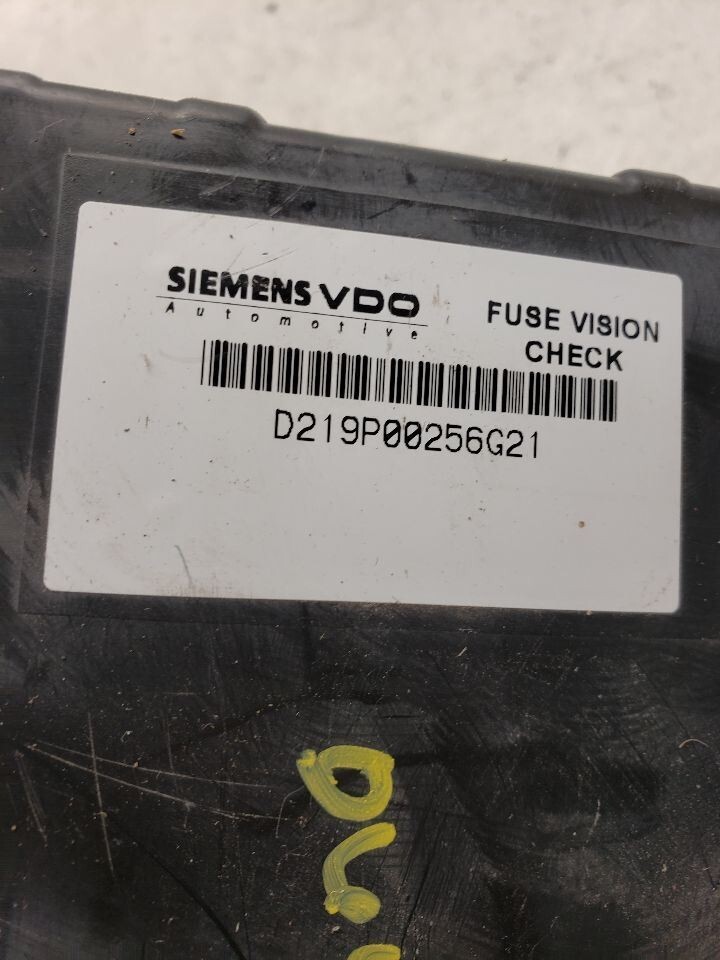 SIEMENS VDO
Automotive
FUSE VISION
CHECK
D219P00256G21